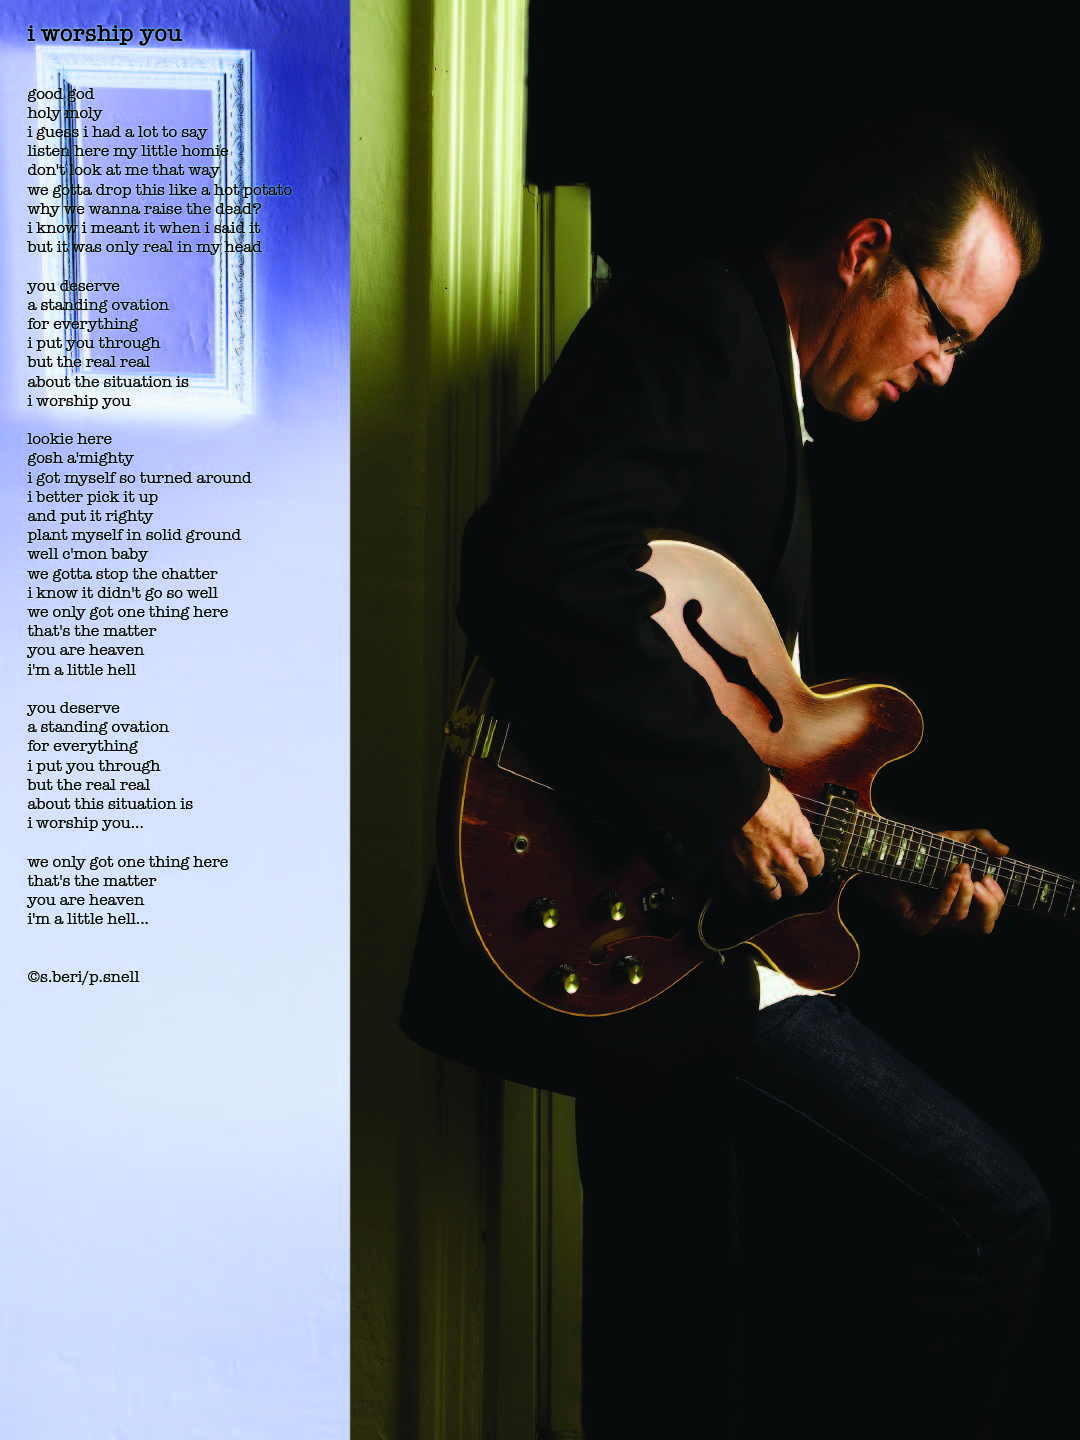 i worship you
good god
holy moly
i guess i had a lot to say
listen here my little homie
don't look at me that way
we gotta drop this like a hot potato
why we wanna raise the dead?
i know i meant it when i said it
but it was only real in my head
you deserve
a standing ovation
for everything
i put you through
but the real real
about the situation is
i worship you
lookie here
gosh a'mighty
i got myself so turned around
i better pick it up
and put it righty
plant myself in solid ground
well c'mon baby
we gotta stop the chatter
i know it didn't go so well
we only got one thing here
that's the matter
you are heaven
i'm a little hell
you deserve
a standing ovation
for everything
i put you through
but the real real
about this situation is
i worship you...
we only got one thing here
that's the matter
you are heaven
i'm a little hell...
©s.beri/p.snell